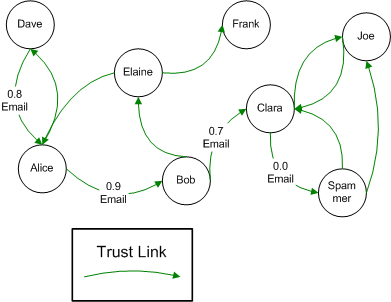 Dave
Frank
Joe
Elaine
0.8
Email
Clara
0.7
Email
Alice
0.9
Email
Bob
0.0
Email
Spam
mer
Trust Link